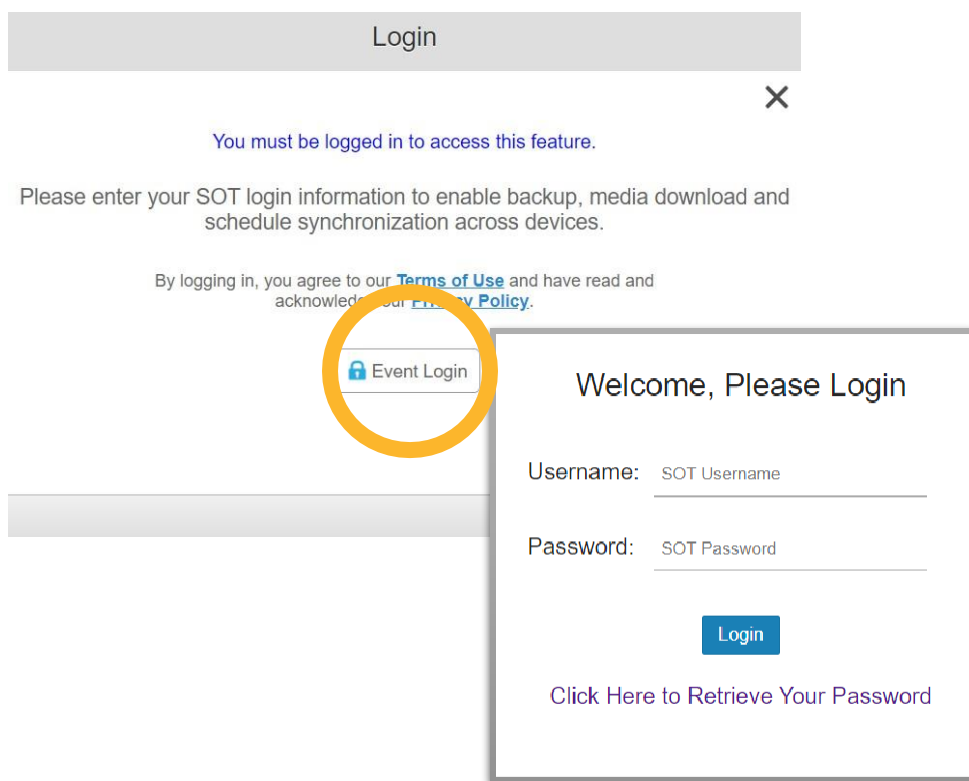 Login
You must be logged in to access this feature.
Please enter your SOT login information to enable backup, media download and
schedule synchronization across devices.
By logging in, you agree to our Terms of Use and have read and
acknowledge our Privacy Policy.
Event Login
Welcome, Please Login
Username: SOT Username
Password: SOT Password
Login
Click Here to Retrieve Your Password